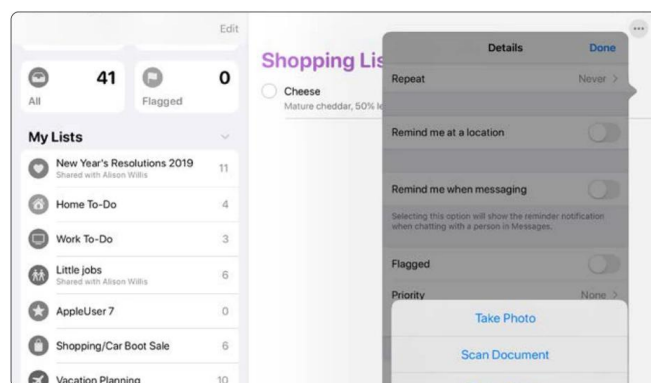 Edit
41
All
0
Flagged
My Lists
New Year's Resolutions 2019
Shared with Alison Willis
11
Home To-Do
4
Work To-Do
3
Little jobs
Shared with Alison Willis
6
AppleUser 7
0
Shopping/Car Boot Sale
6
Vacation Planning
10
Shopping Lis
Cheese
Mature cheddar, 50% le
Details
Done
Repeat
Never >
Remind me at a location
Remind me when messaging
Selecting this option will show the reminder notification
when chatting with a person in Messages.
Flagged
Priority
None >
Take Photo
Scan Document